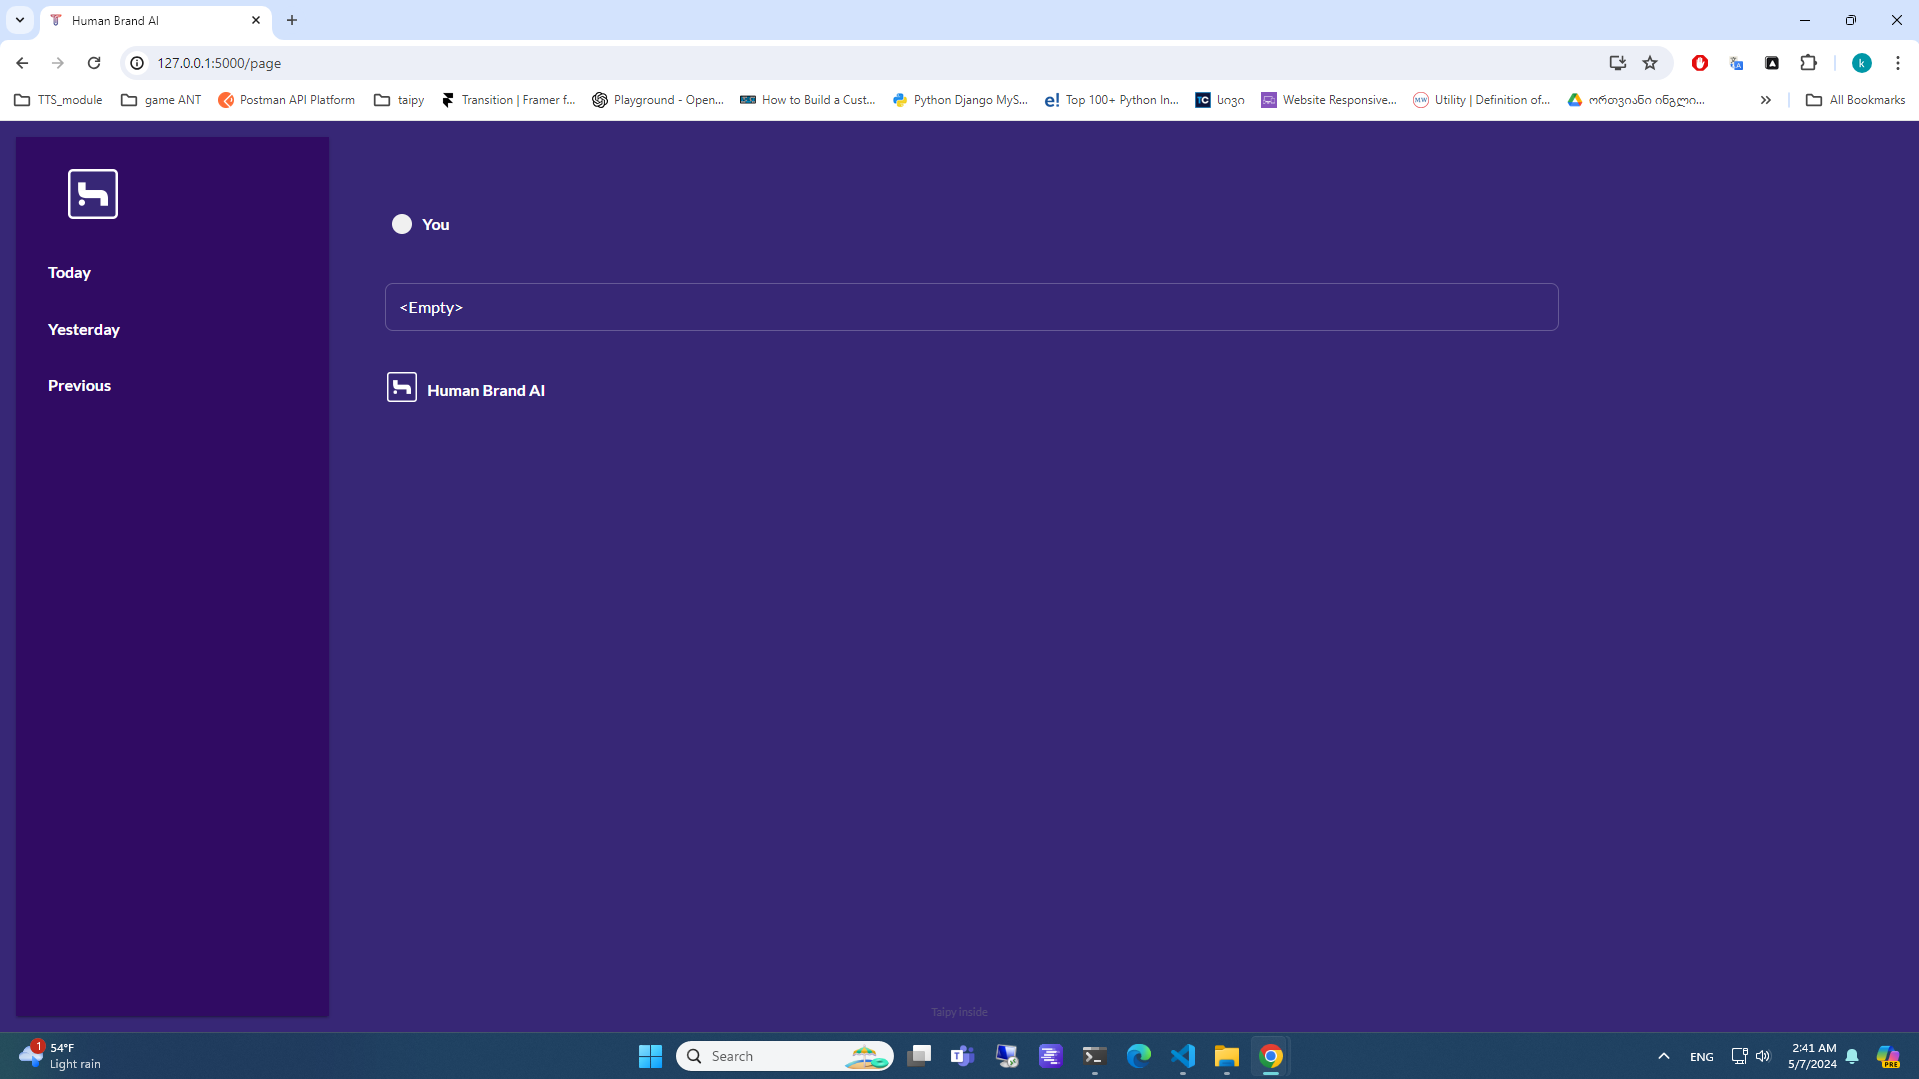 Human Brand AI
127.0.0.1:5000/page
TTS_module
game ANT
Postman API Platform
taipy
Transition | Framer f...
Playground - Open...
How to Build a Cust...
Python Django MyS...
Top 100+ Python In...
სივი
Website Responsive...
Utility | Definition of...
ორთვიანი ინგლი...
All Bookmarks
Today
Yesterday
Previous
You
<Empty>
Human Brand AI
Taipy inside
1
54°F
Light rain
Search
ENG
2:41 AM
5/7/2024
PRE